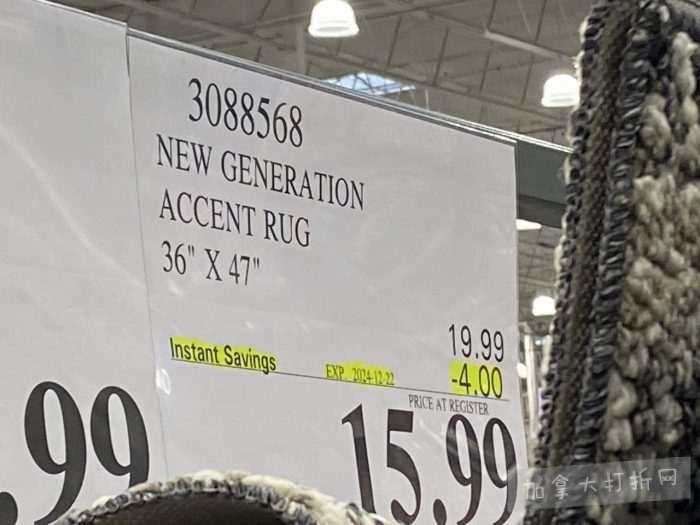 3088568
NEW GENERATION
ACCENT RUG
36" X 47"
19.99
Instant Savings EXP. 2024-12-22 -4.00
PRICE AT REGISTER
.99
15.99
加拿大打折网